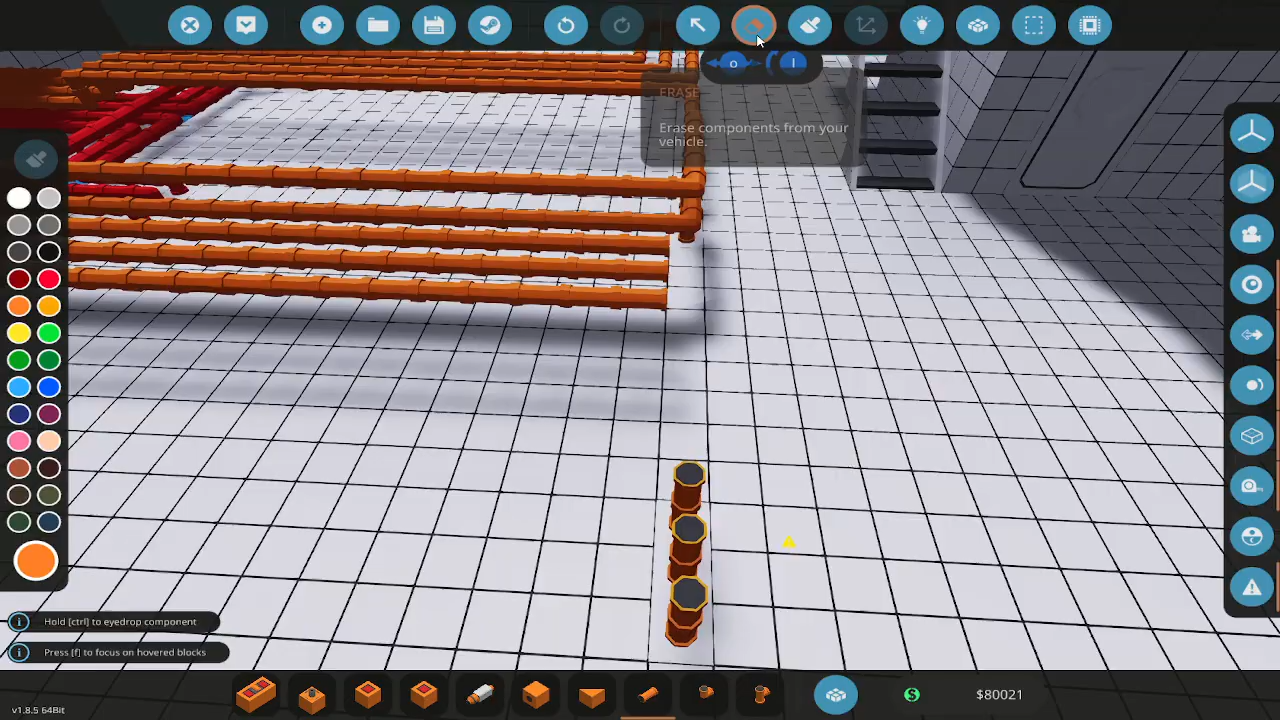 ERASE
Erase components from your
vehicle.
Hold [ctrl] to eyedrop component
Press [f] to focus on hovered blocks
$80021
v1.8.5 64Bit